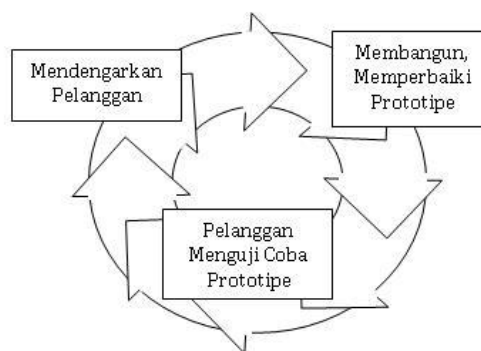 Mendengarkan
Pelanggan
Membangun,
Memperbaiki
Prototipe
Pelanggan
Menguji Coba
Prototipe